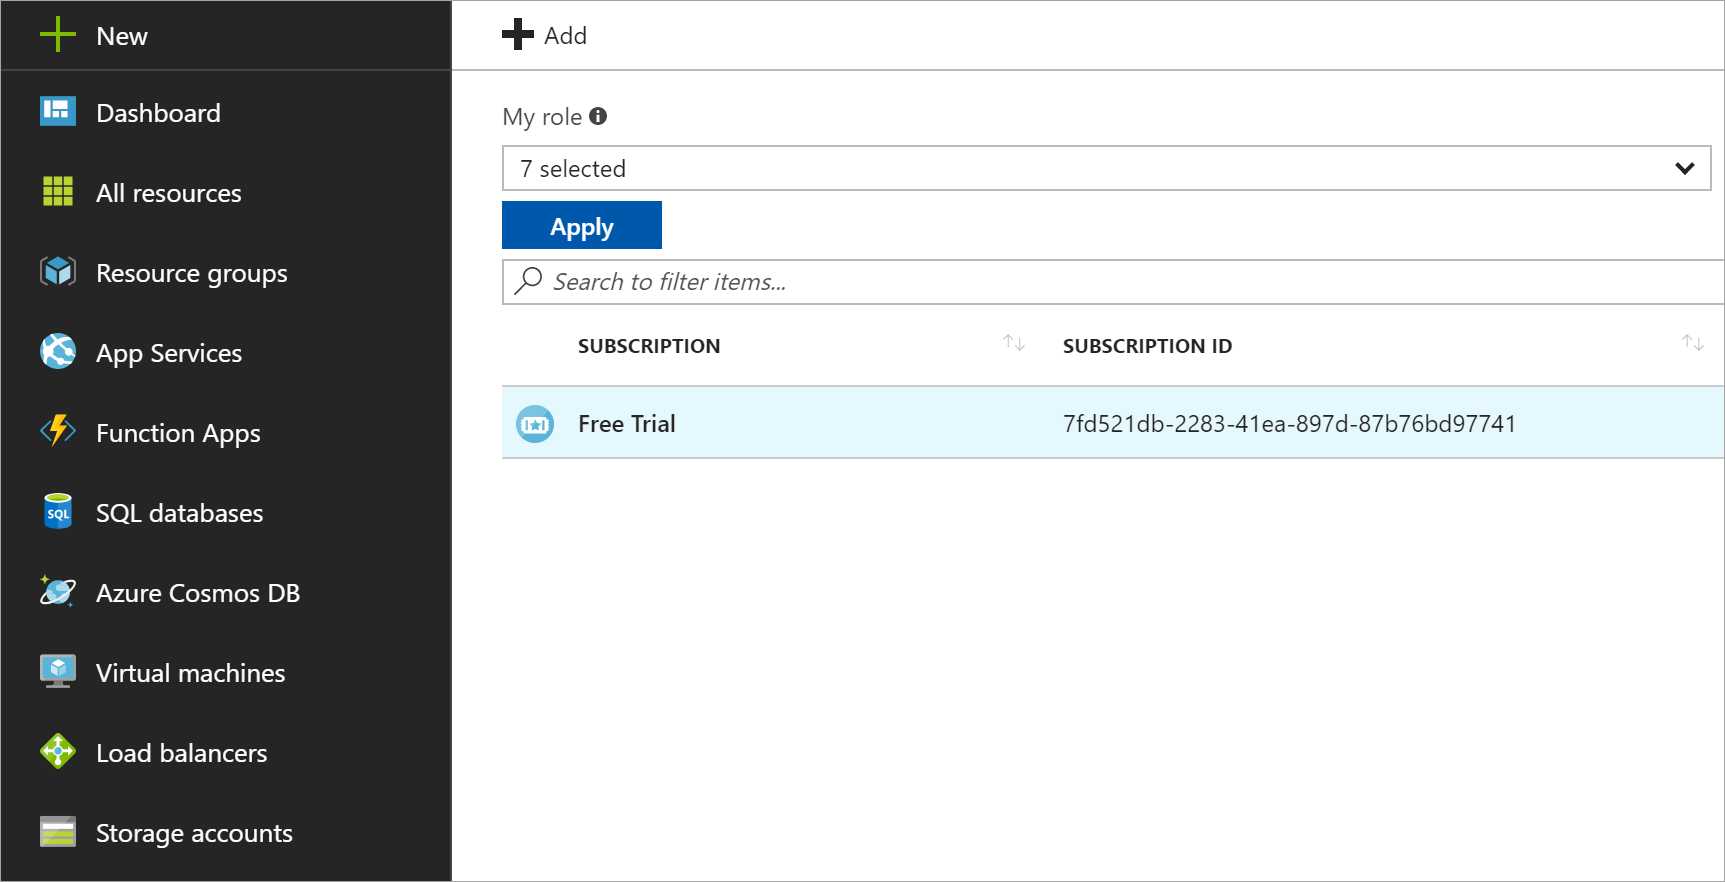 New
Dashboard
All resources
Resource groups
App Services
Function Apps
SQL
SQL databases
Azure Cosmos DB
Virtual machines
Load balancers
Storage accounts
Add
My role
7 selected
Apply
Search to filter items...
SUBSCRIPTION SUBSCRIPTION ID
Free Trial 7fd521db-2283-41ea-897d-87b76bd97741